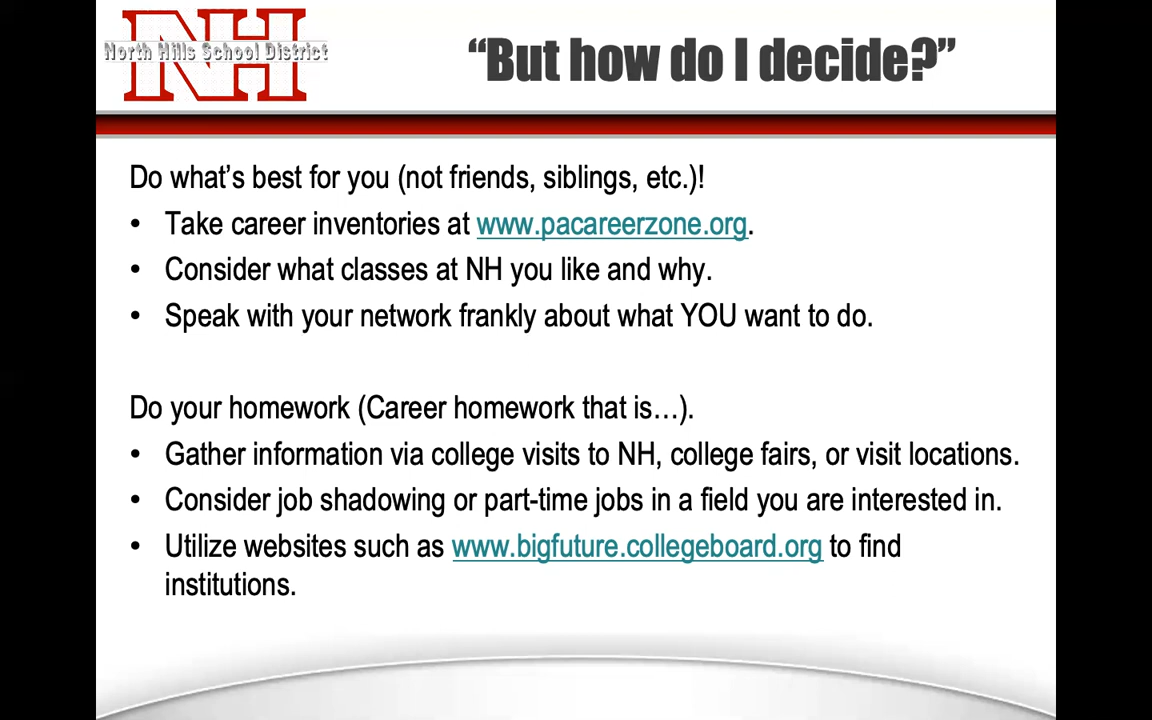 NH
North Hills School District
“But how do I decide?”
Do what’s best for you (not friends, siblings, etc.)!
• Take career inventories at www.pacareerzone.org.
• Consider what classes at NH you like and why.
• Speak with your network frankly about what YOU want to do.
Do your homework (Career homework that is…).
• Gather information via college visits to NH, college fairs, or visit locations.
• Consider job shadowing or part-time jobs in a field you are interested in.
• Utilize websites such as www.bigfuture.collegeboard.org to find
institutions.